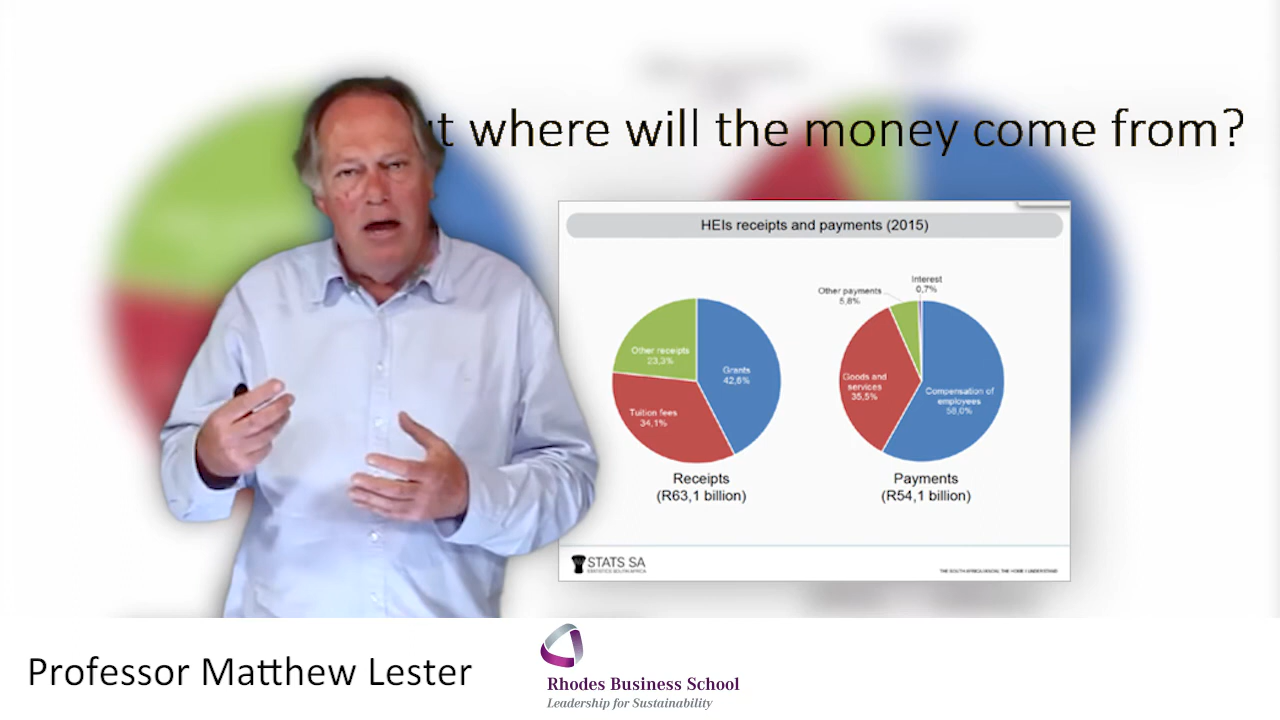 t where will the money come from?
HEIs receipts and payments (2015)
Other receipts
23,3%
Grants
42,6%
Tuition fees
34,1%
Receipts
(R63,1 billion)
Interest
0,7%
Other payments
5,8%
Goods and
services
35,5%
Compensation of
employees
58,0%
Payments
(R54,1 billion)
STATS SA
STATISTICS SOUTH AFRICA
Professor Matthew Lester
Rhodes Business School
Leadership for Sustainability